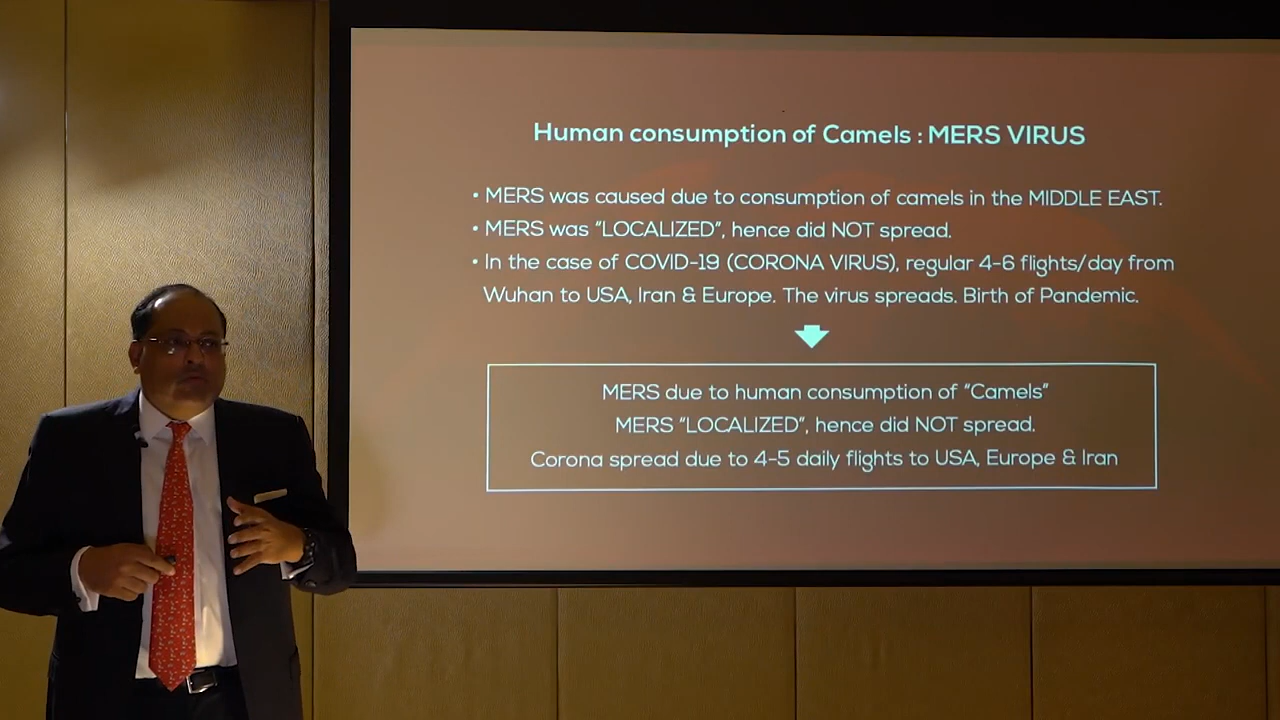 Human consumption of Camels : MERS VIRUS
• MERS was caused due to consumption of camels in the MIDDLE EAST.
• MERS was “LOCALIZED”, hence did NOT spread.
• In the case of COVID-19 (CORONA VIRUS), regular 4-6 flights/day from
Wuhan to USA, Iran & Europe. The virus spreads. Birth of Pandemic.
MERS due to human consumption of “Camels”
MERS “LOCALIZED”, hence did NOT spread.
Corona spread due to 4-5 daily flights to USA, Europe & Iran